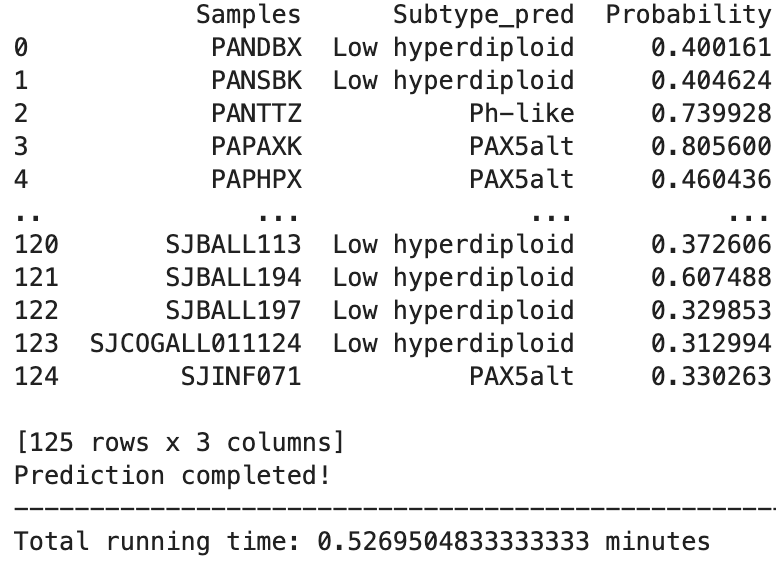 Samples Subtype_pred Probability
0 PANDBX Low hyperdiploid 0.400161
1 PANSBK Low hyperdiploid 0.404624
2 PANTTZ Ph-like 0.739928
3 PAPAXK PAX5alt 0.805600
4 PAPHPX PAX5alt 0.460436
.. ... ... ...
120 SJBALL113 Low hyperdiploid 0.372606
121 SJBALL194 Low hyperdiploid 0.607488
122 SJBALL197 Low hyperdiploid 0.329853
123 SJCOGALL011124 Low hyperdiploid 0.312994
124 SJINF071 PAX5alt 0.330263
[125 rows x 3 columns]
Prediction completed!
----------------------------------------------------
Total running time: 0.5269504833333333 minutes